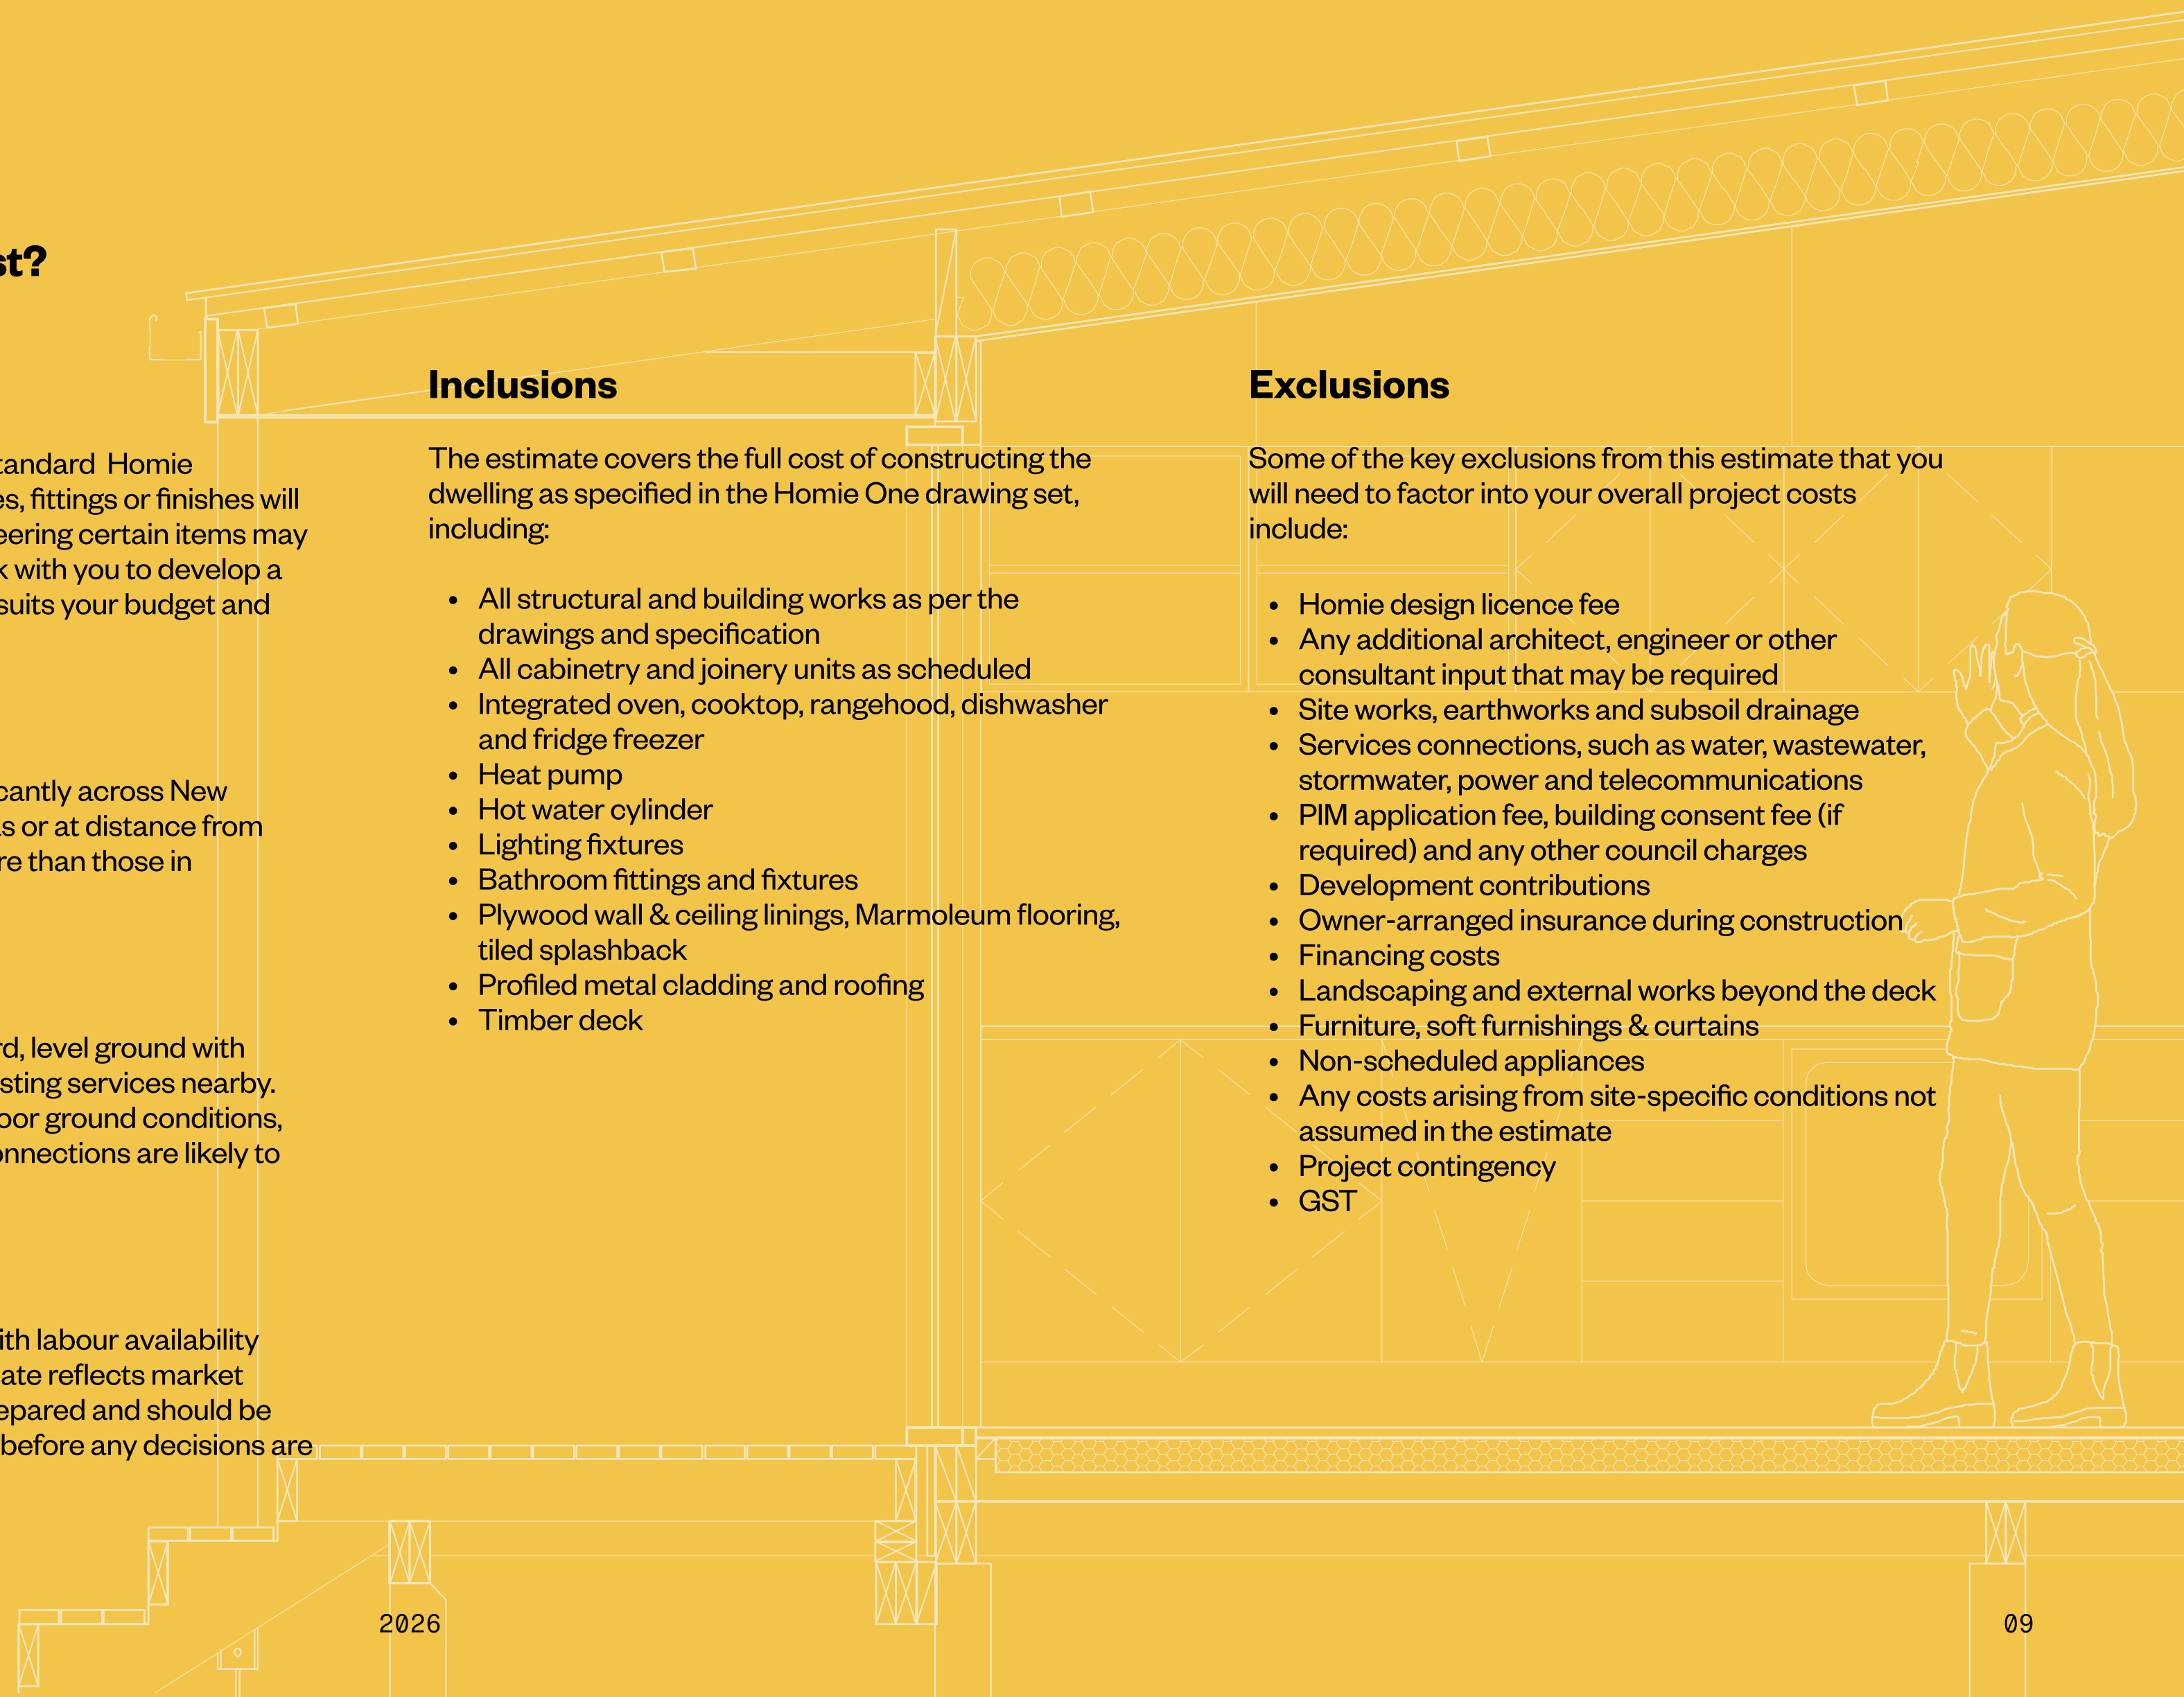 st?
tandard Homie
es, fittings or finishes will
eering certain items may
k with you to develop a
suits your budget and
cantly across New
as or at distance from
re than those in
rd, level ground with
sting services nearby.
oor ground conditions,
onnections are likely to
ith labour availability
ate reflects market
epared and should be
before any decisions are
Inclusions
The estimate covers the full cost of constructing the
dwelling as specified in the Homie One drawing set,
including:
• All structural and building works as per the
drawings and specification
• All cabinetry and joinery units as scheduled
• Integrated oven, cooktop, rangehood, dishwasher
and fridge freezer
• Heat pump
• Hot water cylinder
• Lighting fixtures
• Bathroom fittings and fixtures
• Plywood wall & ceiling linings, Marmoleum flooring,
tiled splashback
• Profiled metal cladding and roofing
• Timber deck
Exclusions
Some of the key exclusions from this estimate that you
will need to factor into your overall project costs
include:
• Homie design licence fee
• Any additional architect, engineer or other
consultant input that may be required
• Site works, earthworks and subsoil drainage
• Services connections, such as water, wastewater,
stormwater, power and telecommunications
• PIM application fee, building consent fee (if
required) and any other council charges
• Development contributions
• Owner-arranged insurance during construction
• Financing costs
• Landscaping and external works beyond the deck
• Furniture, soft furnishings & curtains
• Non-scheduled appliances
• Any costs arising from site-specific conditions not
assumed in the estimate
• Project contingency
• GST
2026
09